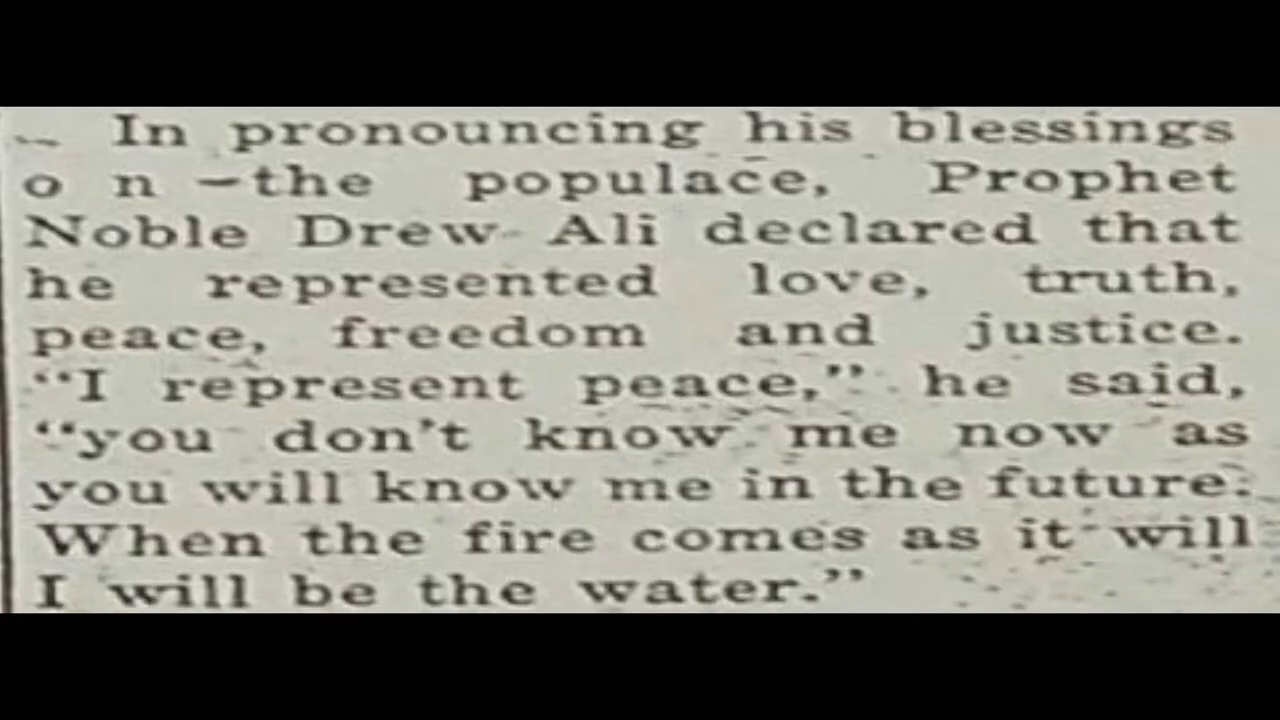 In pronouncing his blessings
o n the populace, Prophet
Noble Drew Ali declared that
he represented love, truth,
peace, freedom and justice.
“I represent peace,” he said,
“you don’t know me now as
you will know me in the future.
When the fire comes as it will
I will be the water.”